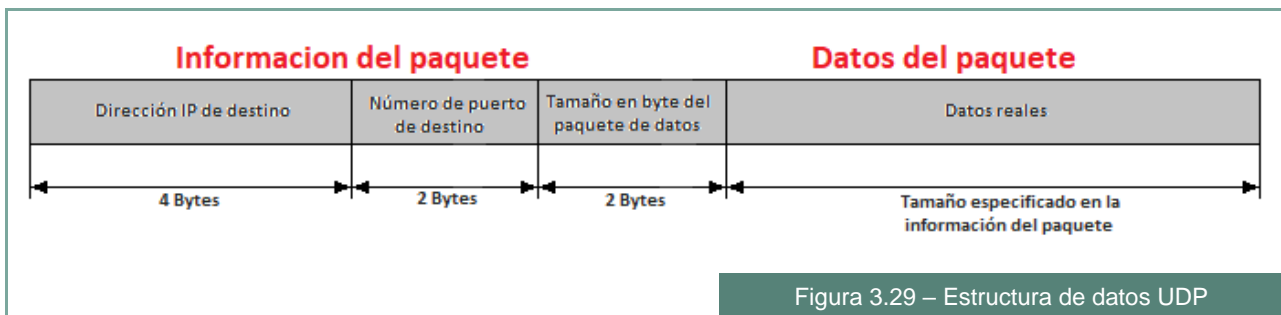 Informacion del paquete
Datos del paquete
Dirección IP de destino
Número de puerto
de destino
Tamaño en byte del
paquete de datos
Datos reales
4 Bytes
2 Bytes
2 Bytes
Tamaño especificado en la
información del paquete
Figura 3.29 – Estructura de datos UDP